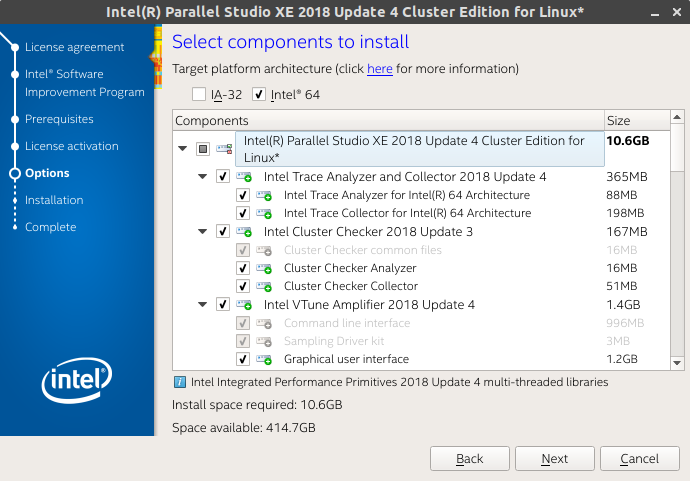 Intel(R) Parallel Studio XE 2018 Update 4 Cluster Edition for Linux*
License agreement
Intel® Software
Improvement Program
Prerequisites
License activation
Options
Installation
Complete
intel
Select components to install
Target platform architecture (click here for more information)
IA-32 Intel® 64
Components Size
Intel(R) Parallel Studio XE 2018 Update 4 Cluster Edition for 10.6GB
Linux*
Intel Trace Analyzer and Collector 2018 Update 4 365MB
Intel Trace Analyzer for Intel(R) 64 Architecture 88MB
Intel Trace Collector for Intel(R) 64 Architecture 198MB
Intel Cluster Checker 2018 Update 3 167MB
Cluster Checker common files 16MB
Cluster Checker Analyzer 16MB
Cluster Checker Collector 51MB
Intel VTune Amplifier 2018 Update 4 1.4GB
Command line interface 996MB
Sampling Driver kit 3MB
Graphical user interface 1.2GB
Intel Integrated Performance Primitives 2018 Update 4 multi-threaded libraries
Install space required: 10.6GB
Space available: 414.7GB
Back Next Cancel